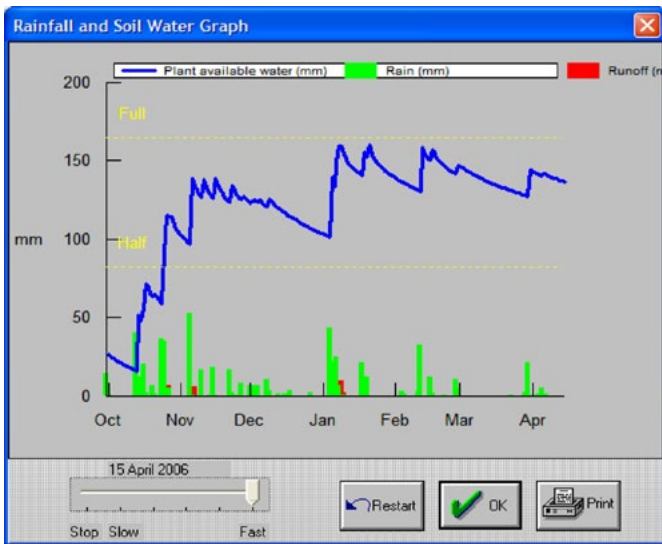 Rainfall and Soil Water Graph
Plant available water (mm) Rain (mm) Runoff (m
200
Full
150
mm
100
Half
50
0
Oct Nov Dec Jan Feb Mar Apr
15 April 2006
Stop Slow Fast
Restart OK Print